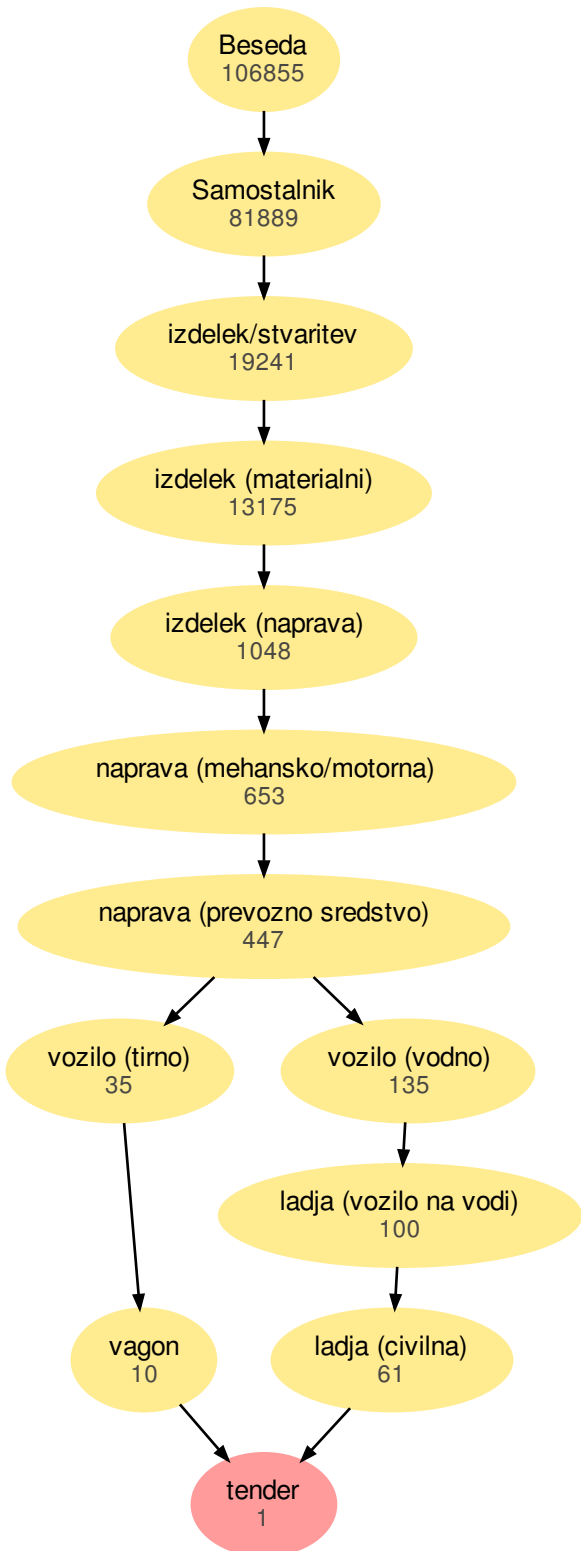 Beseda
106855
Samostalnik
81889
izdelek/stvaritev
19241
izdelek (materialni)
13175
izdelek (naprava)
1048
naprava (mehansko/motorna)
653
naprava (prevozno sredstvo)
447
vozilo (tirno)
35
vozilo (vodno)
135
ladja (vozilo na vodi)
100
vagon
10
ladja (civilna)
61
tender
1